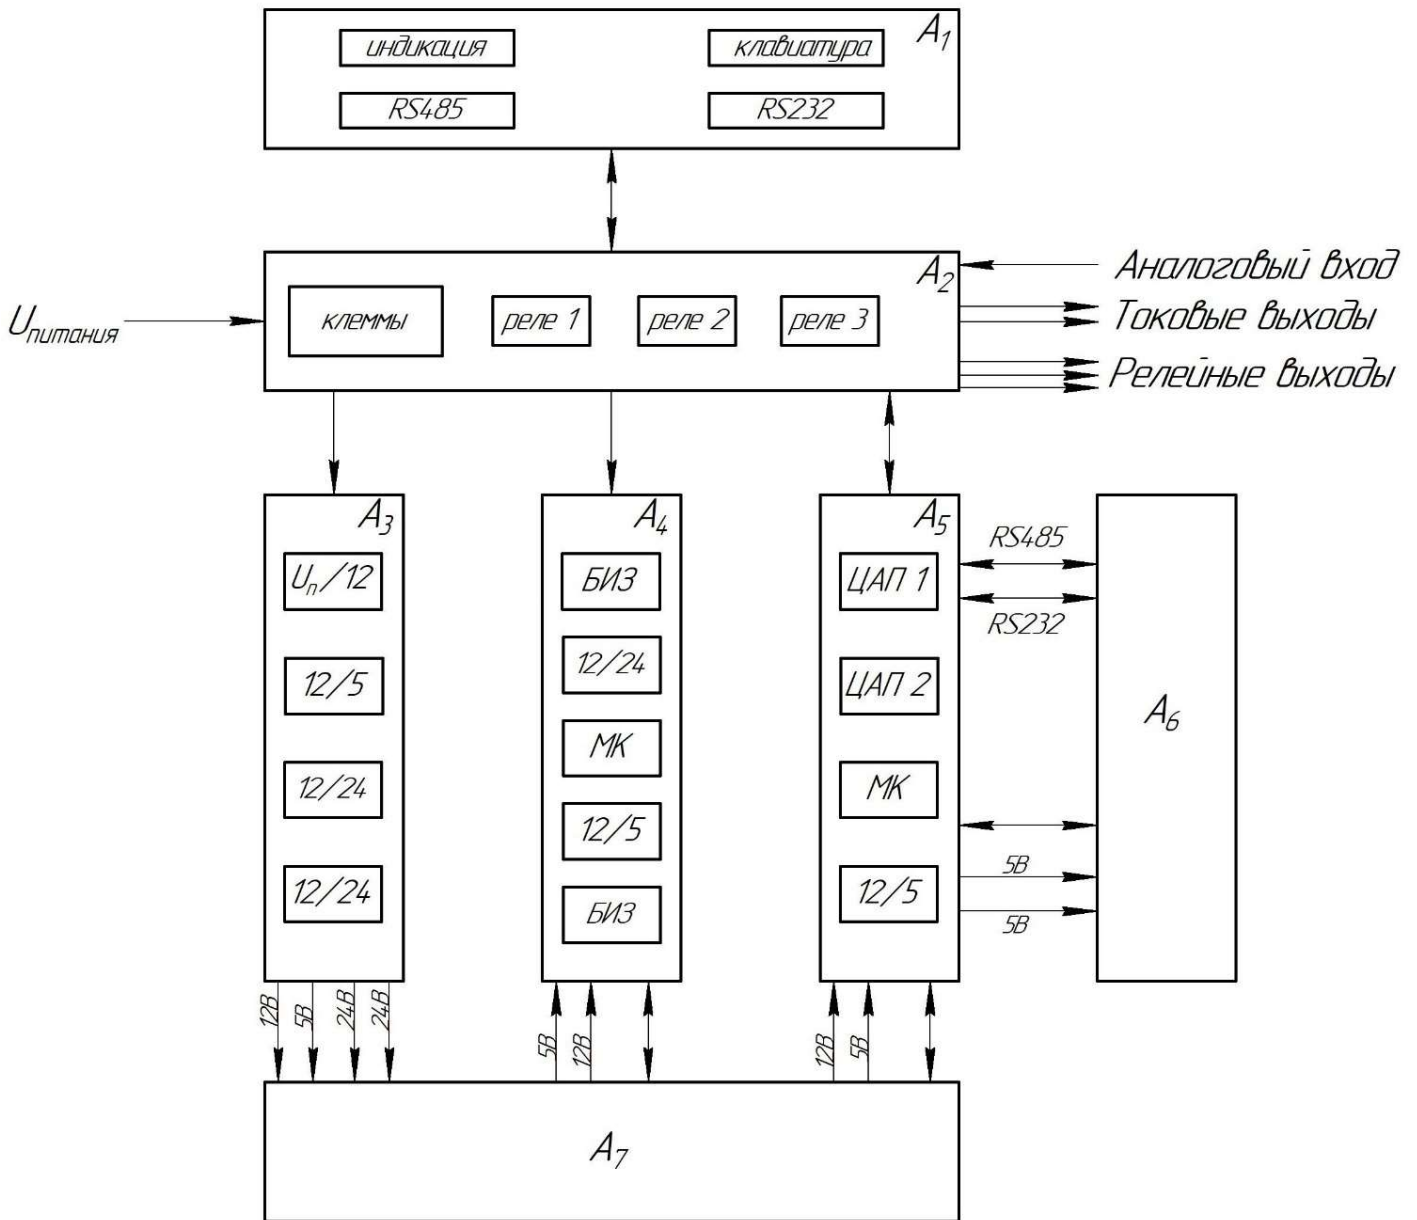 A1
индикация
клавиатура
RS485
RS232
A2
Аналоговый вход
Uпитания
клеммы
реле 1
реле 2
реле 3
Токовые выходы
Релейные выходы
A3
Uп/12
12/5
12/24
12/24
A4
БИЗ
12/24
МК
12/5
БИЗ
A5
ЦАП 1
ЦАП 2
МК
12/5
RS485
RS232
5В
5В
A6
12В
5В
24В
24В
5В
12В
12В
5В
A7